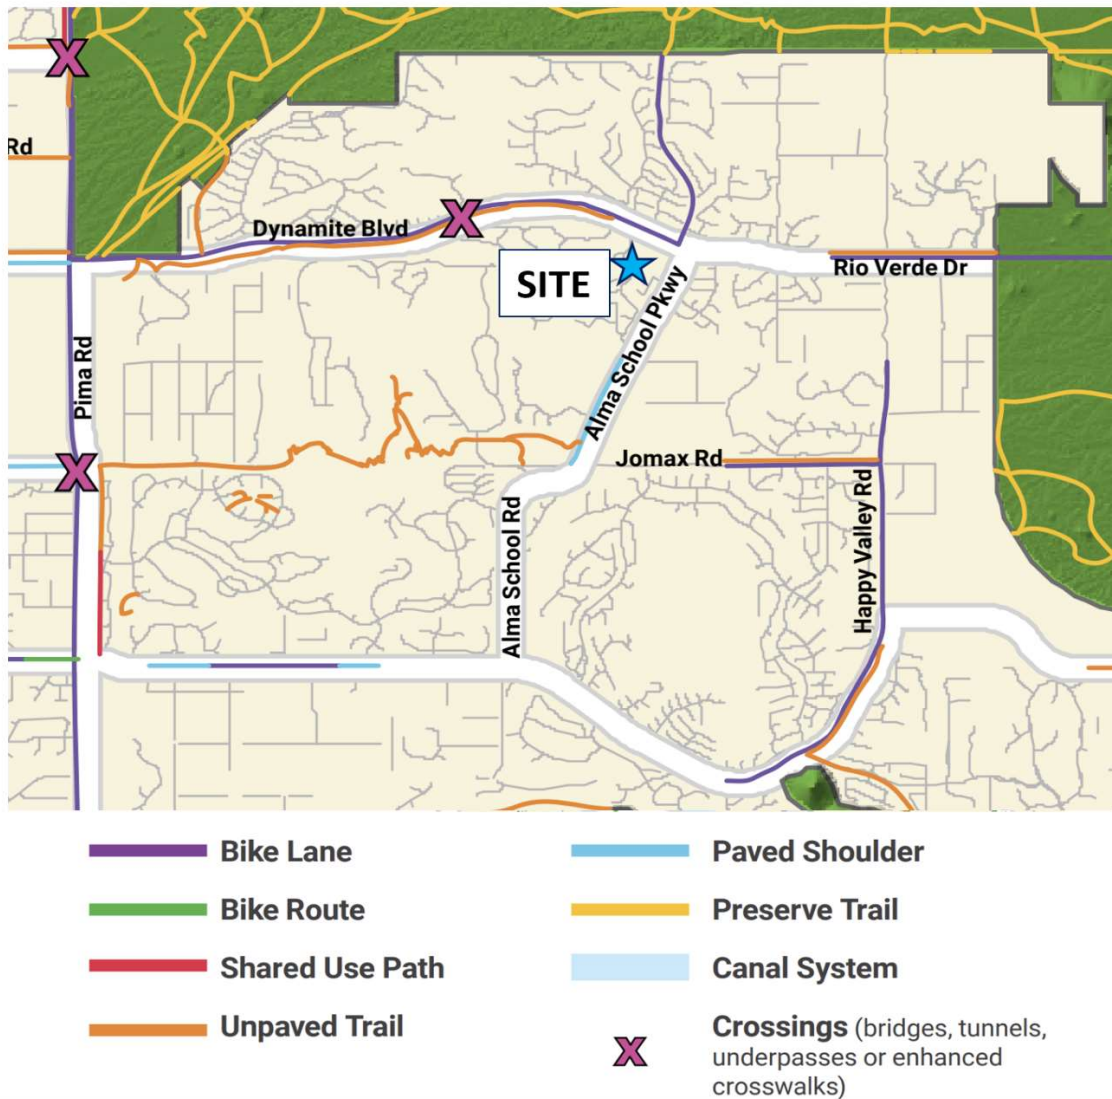 Rd
Dynamite Blvd
SITE
Rio Verde Dr
Pima Rd
Alma School Pkwy
Jomax Rd
Alma School Rd
Happy Valley Rd
Bike Lane
Bike Route
Shared Use Path
Unpaved Trail
Paved Shoulder
Preserve Trail
Canal System
Crossings (bridges, tunnels,
underpasses or enhanced
crosswalks)